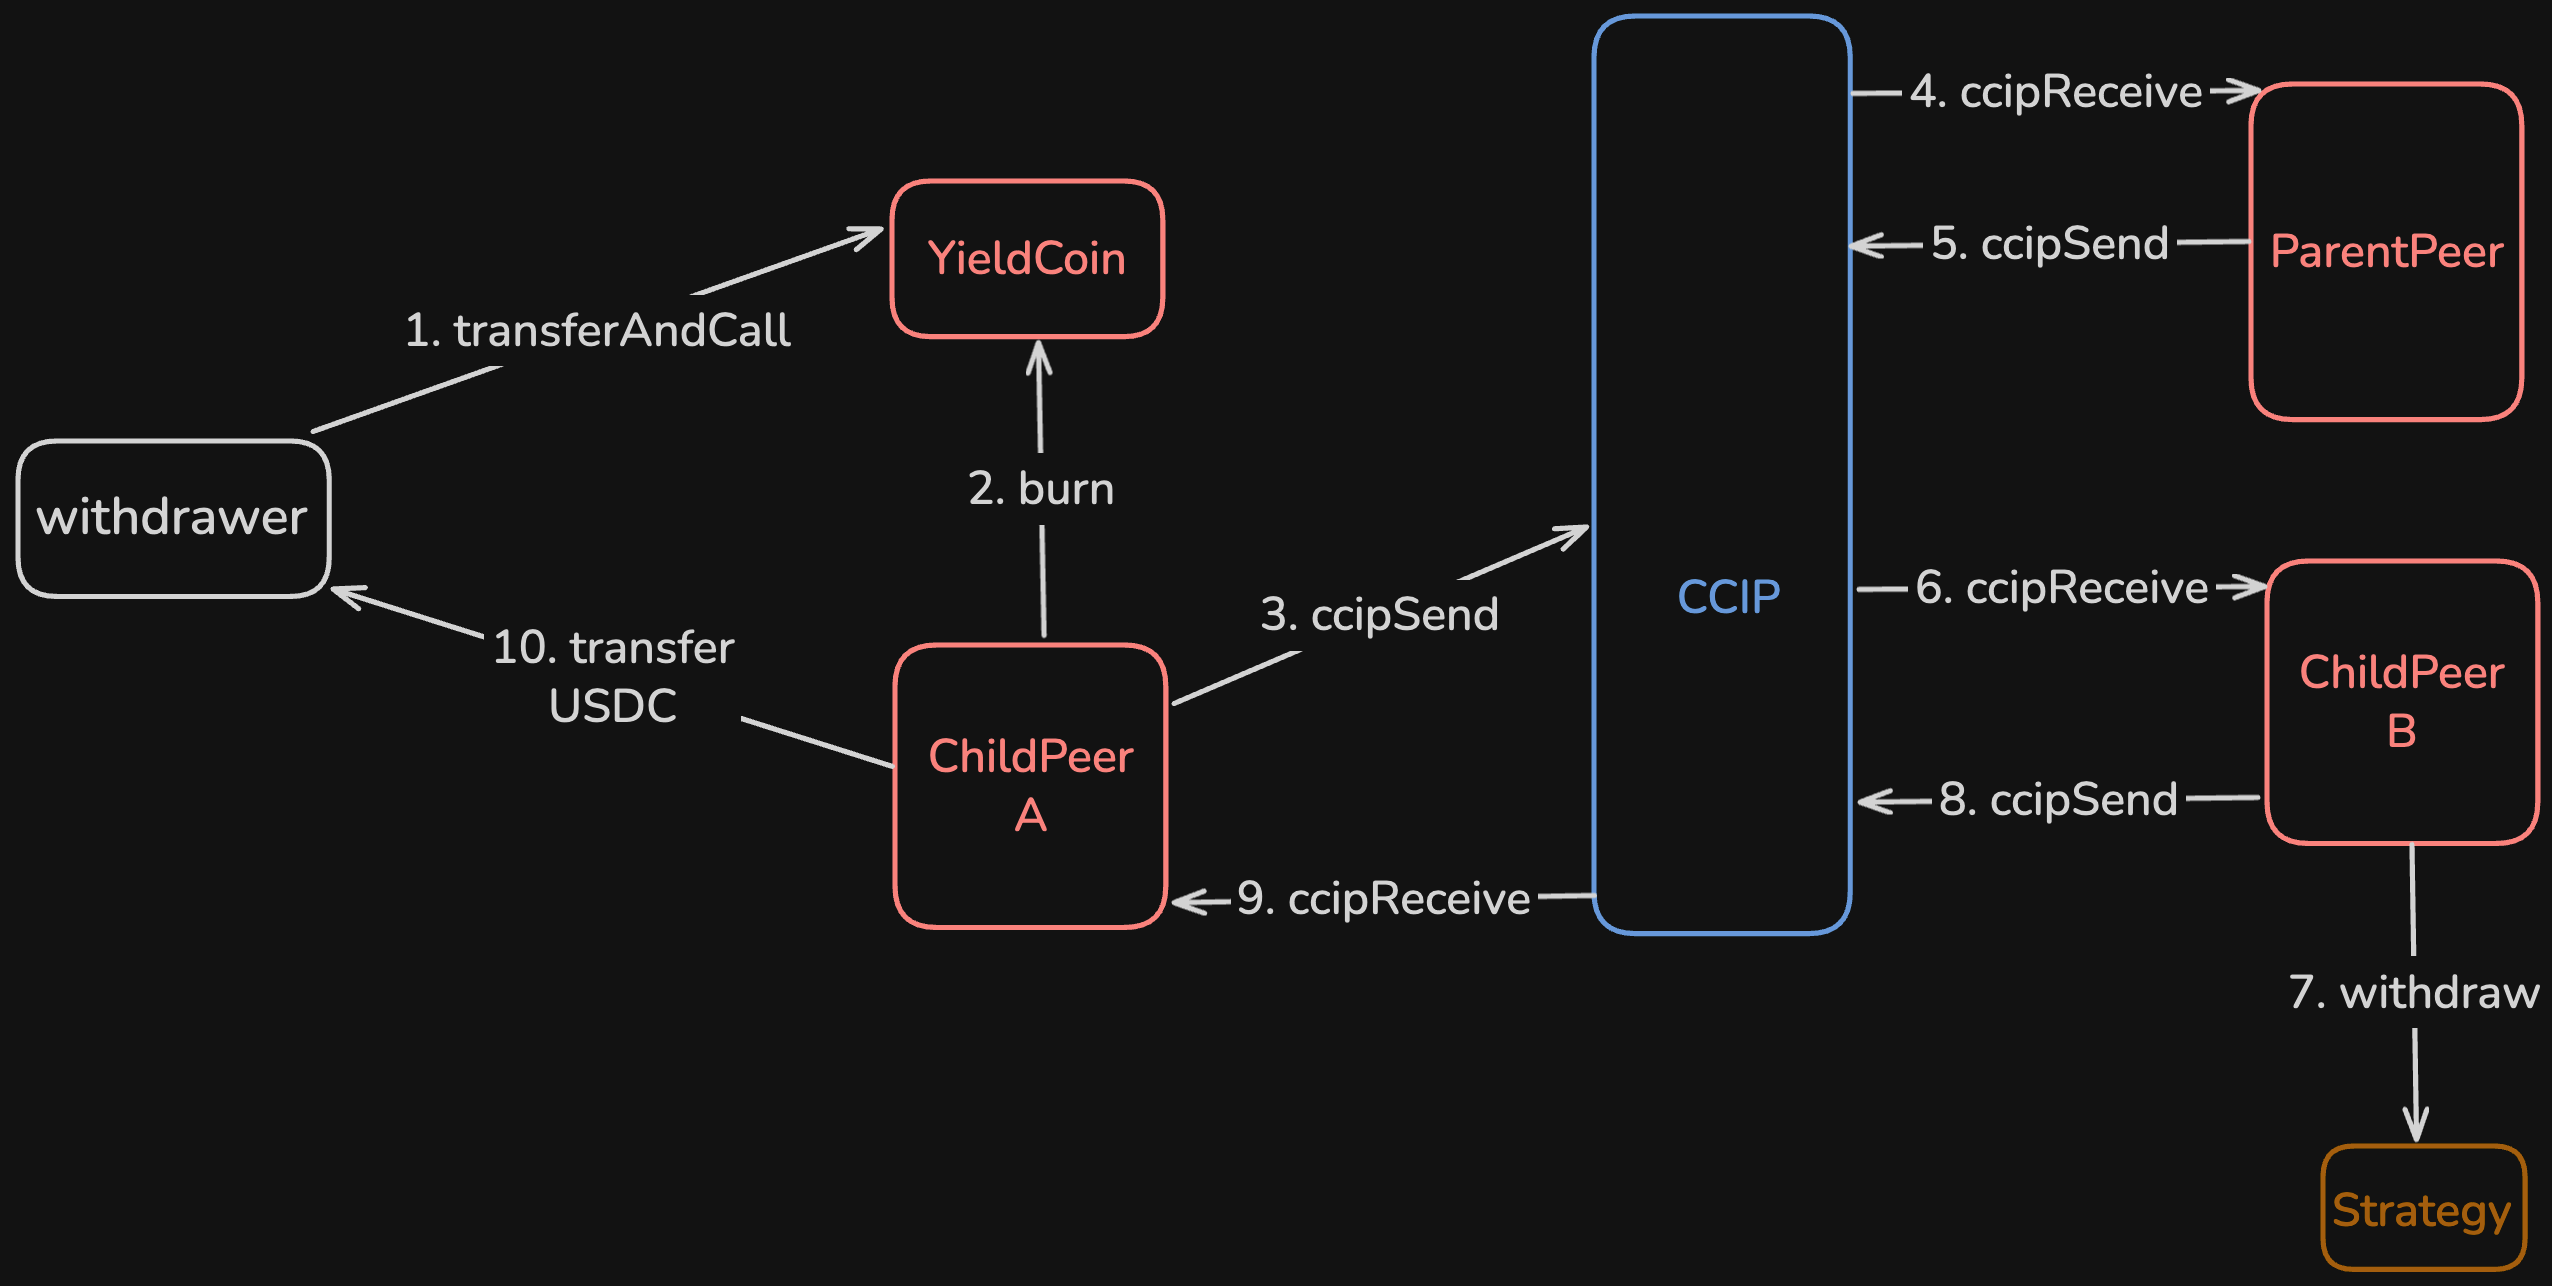 4. ccipReceive
YieldCoin
5. ccipSend
ParentPeer
1. transferAndCall
2. burn
withdrawer
3. ccipSend
CCIP
6. ccipReceive
10. transfer
USDC
ChildPeer
A
ChildPeer
B
8. ccipSend
9. ccipReceive
7. withdraw
Strategy